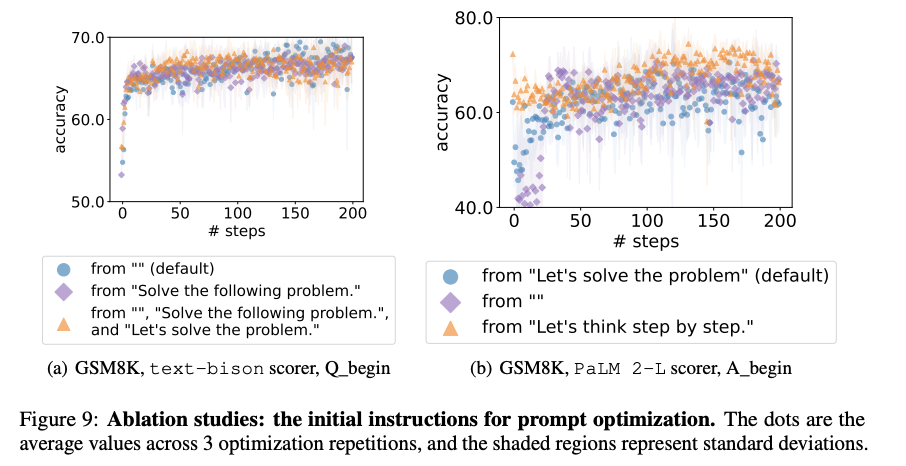 70.0
60.0
50.0
accuracy
0 50 100 150 200
# steps
from "" (default)
from "Solve the following problem."
from "", "Solve the following problem.",
and "Let's solve the problem."
(a) GSM8K, text-bison scorer, Q_begin
80.0
60.0
40.0
accuracy
0 50 100 150 200
# steps
from "Let's solve the problem" (default)
from ""
from "Let's think step by step."
(b) GSM8K, PaLM 2-L scorer, A_begin
Figure 9: Ablation studies: the initial instructions for prompt optimization. The dots are the
average values across 3 optimization repetitions, and the shaded regions represent standard deviations.